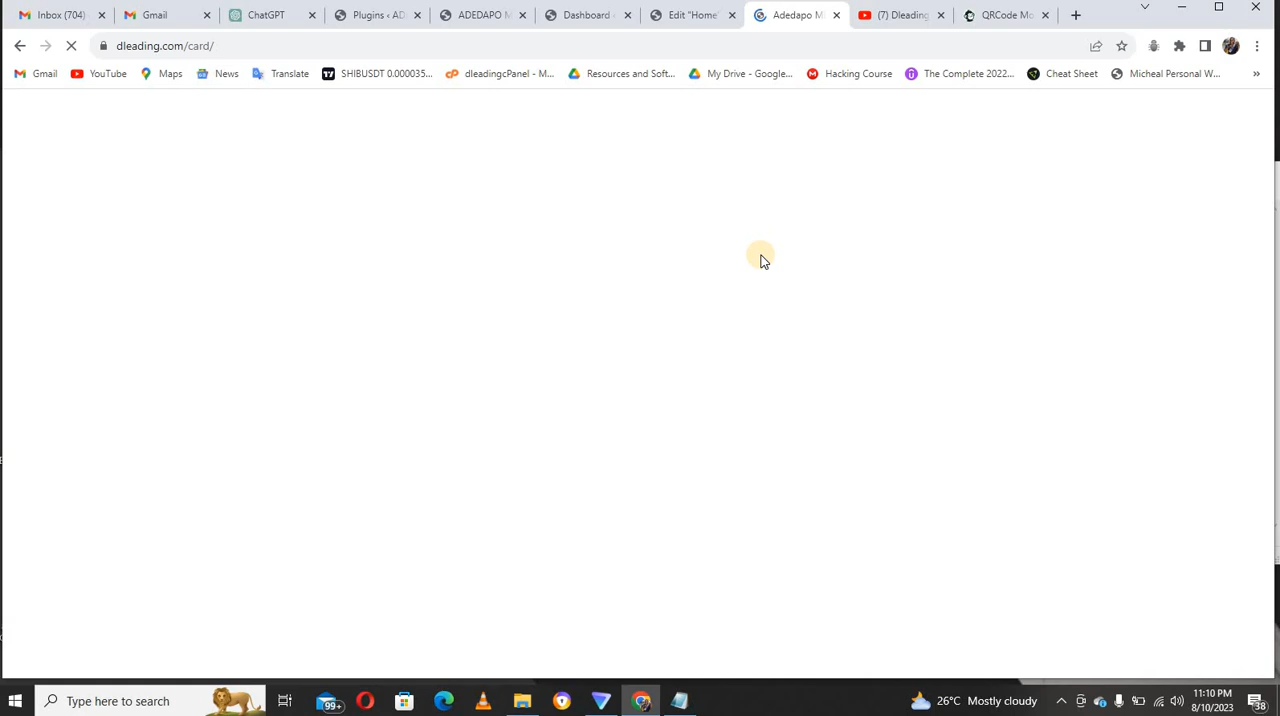 Inbox (704)
Gmail
ChatGPT
Plugins ‹ AD
ADEDAPO M
Dashboard
Edit "Home"
Adedapo M
(7) Dleading
QRCode Mo
dleading.com/card/
Gmail
YouTube
Maps
News
Translate
SHIBUSDT 0.000035...
dleadingcPanel - M...
Resources and Soft...
My Drive - Google...
Hacking Course
The Complete 2022...
Cheat Sheet
Micheal Personal W...
»
Type here to search
99+
26°C Mostly cloudy
11:10 PM
8/10/2023
38